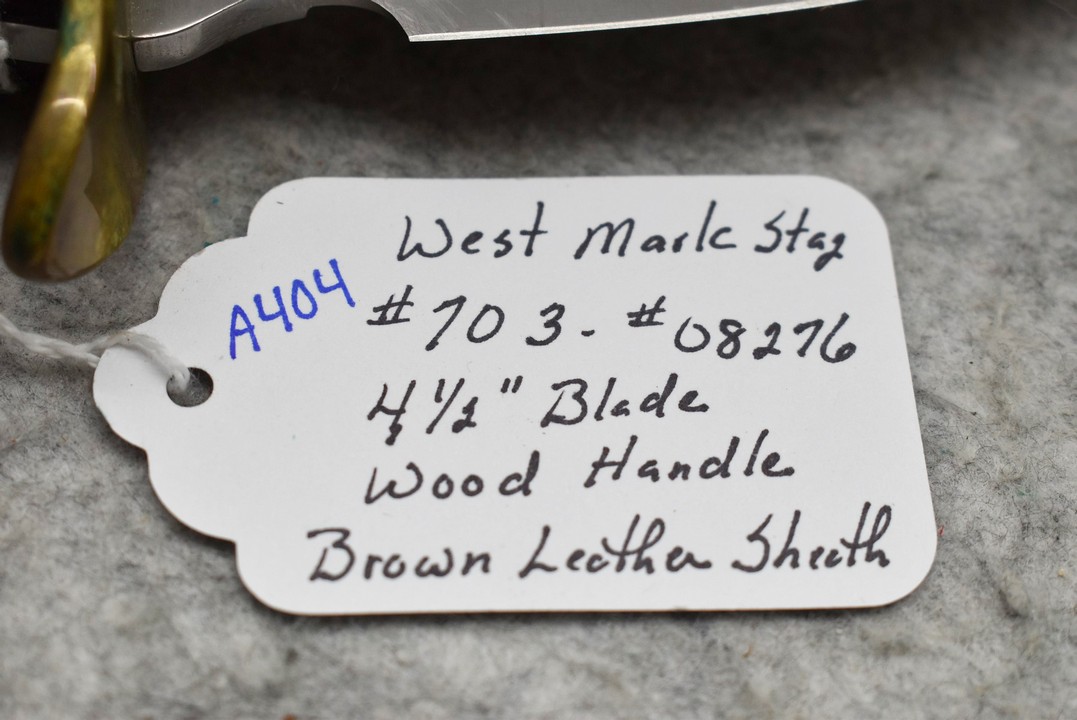 West Mark Stag
A404
#703. #08276
4 1/2" Blade
Wood Handle
Brown Leather Sheath